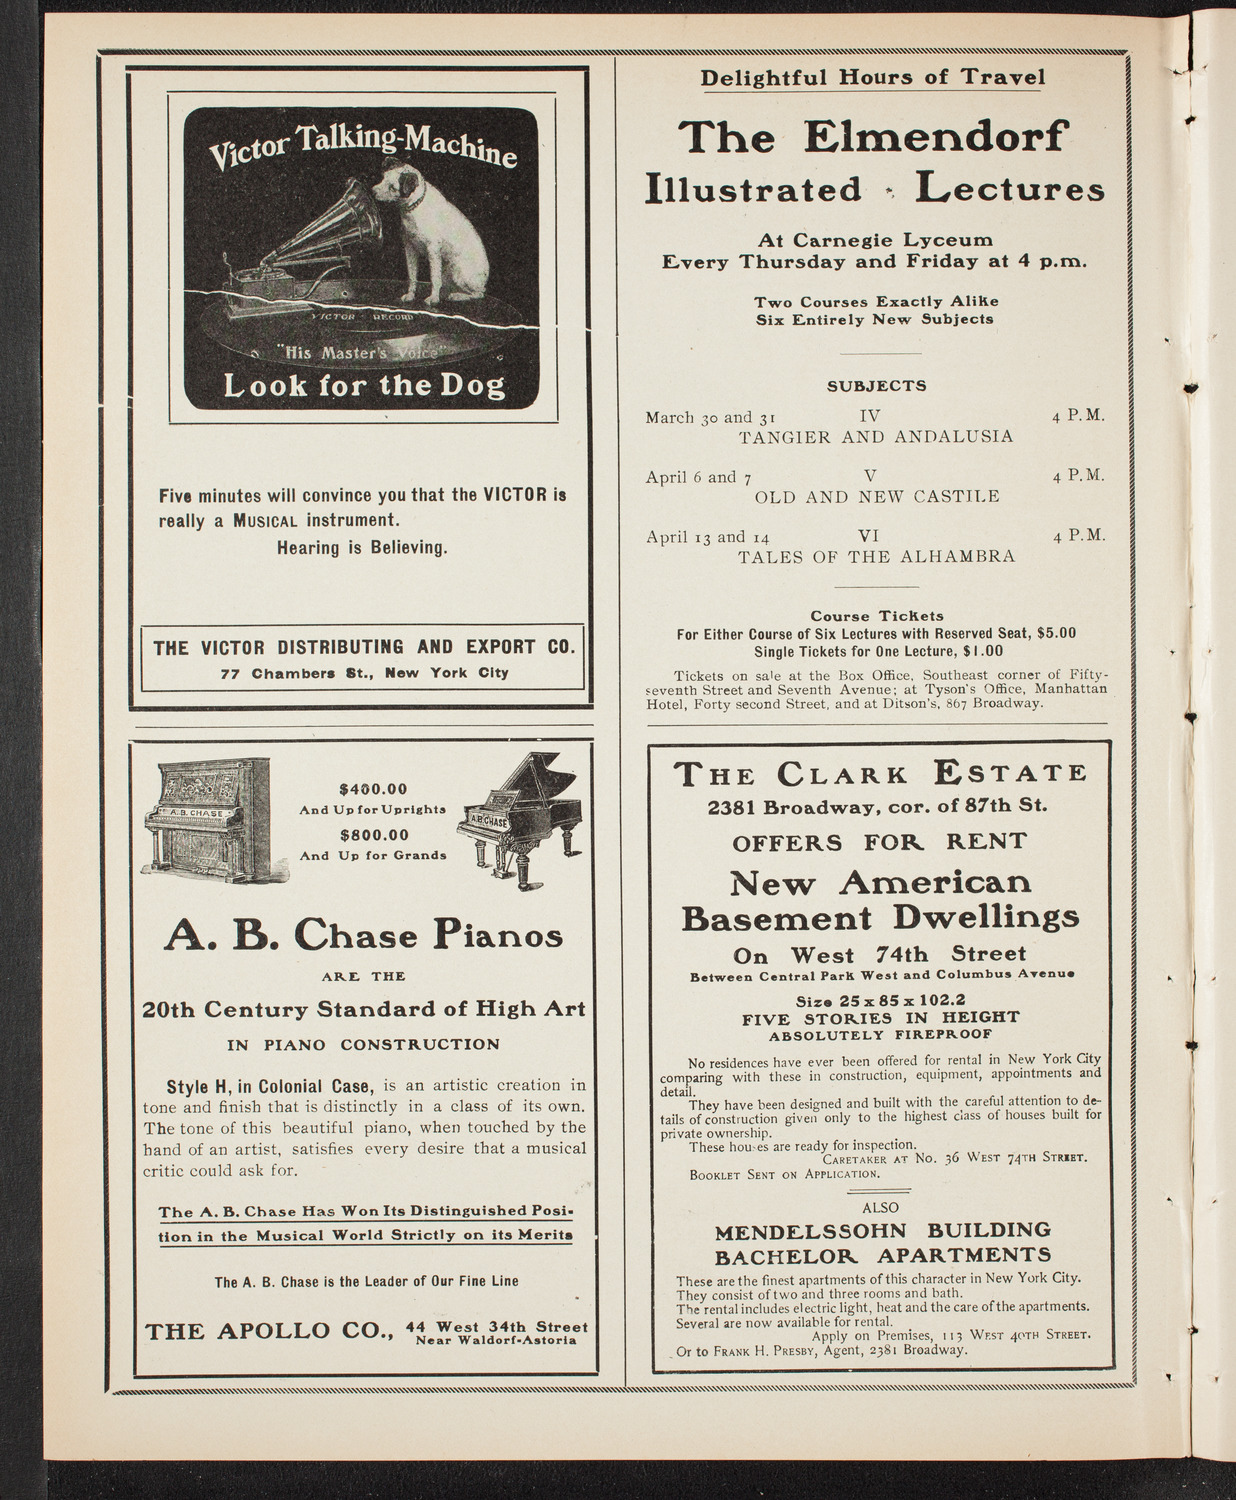 Victor Talking-Machine
VICTOR RECORD
"His Master's Voice"
Look for the Dog
Five minutes will convince you that the VICTOR is
really a MUSICAL instrument.
Hearing is Believing.
THE VICTOR DISTRIBUTING AND EXPORT CO.
77 Chambers St., New York City
A. B. CHASE
$400.00
And Up for Uprights
$800.00
And Up for Grands
A.B.CHASE
A. B. Chase Pianos
ARE THE
20th Century Standard of High Art
IN PIANO CONSTRUCTION
Style H, in Colonial Case, is an artistic creation in
tone and finish that is distinctly in a class of its own.
The tone of this beautiful piano, when touched by the
hand of an artist, satisfies every desire that a musical
critic could ask for.
The A. B. Chase Has Won Its Distinguished Posi-
tion in the Musical World Strictly on its Merits
The A. B. Chase is the Leader of Our Fine Line
THE APOLLO CO., 44 West 34th Street
Near Waldorf-Astoria
Delightful Hours of Travel
The Elmendorf
Illustrated Lectures
At Carnegie Lyceum
Every Thursday and Friday at 4 p.m.
Two Courses Exactly Alike
Six Entirely New Subjects
SUBJECTS
March 30 and 31 IV 4 P.M.
TANGIER AND ANDALUSIA
April 6 and 7 V 4 P.M.
OLD AND NEW CASTILE
April 13 and 14 VI 4 P.M.
TALES OF THE ALHAMBRA
Course Tickets
For Either Course of Six Lectures with Reserved Seat, $5.00
Single Tickets for One Lecture, $1.00
Tickets on sale at the Box Office, Southeast corner of Fifty-
seventh Street and Seventh Avenue; at Tyson's Office, Manhattan
Hotel, Forty second Street, and at Ditson's, 867 Broadway.
THE CLARK ESTATE
2381 Broadway, cor. of 87th St.
OFFERS FOR RENT
New American
Basement Dwellings
On West 74th Street
Between Central Park West and Columbus Avenue
Size 25 x 85 x 102.2
FIVE STORIES IN HEIGHT
ABSOLUTELY FIREPROOF
No residences have ever been offered for rental in New York City
comparing with these in construction, equipment, appointments and
detail.
They have been designed and built with the careful attention to de-
tails of construction given only to the highest class of houses built for
private ownership.
These houses are ready for inspection.
CARETAKER AT NO. 36 WEST 74TH STREET.
BOOKLET SENT ON APPLICATION.
ALSO
MENDELSSOHN BUILDING
BACHELOR APARTMENTS
These are the finest apartments of this character in New York City.
They consist of two and three rooms and bath.
The rental includes electric light, heat and the care of the apartments.
Several are now available for rental.
Apply on Premises, 113 WEST 40TH STREET.
Or to FRANK H. PRESBY, Agent, 2381 Broadway.